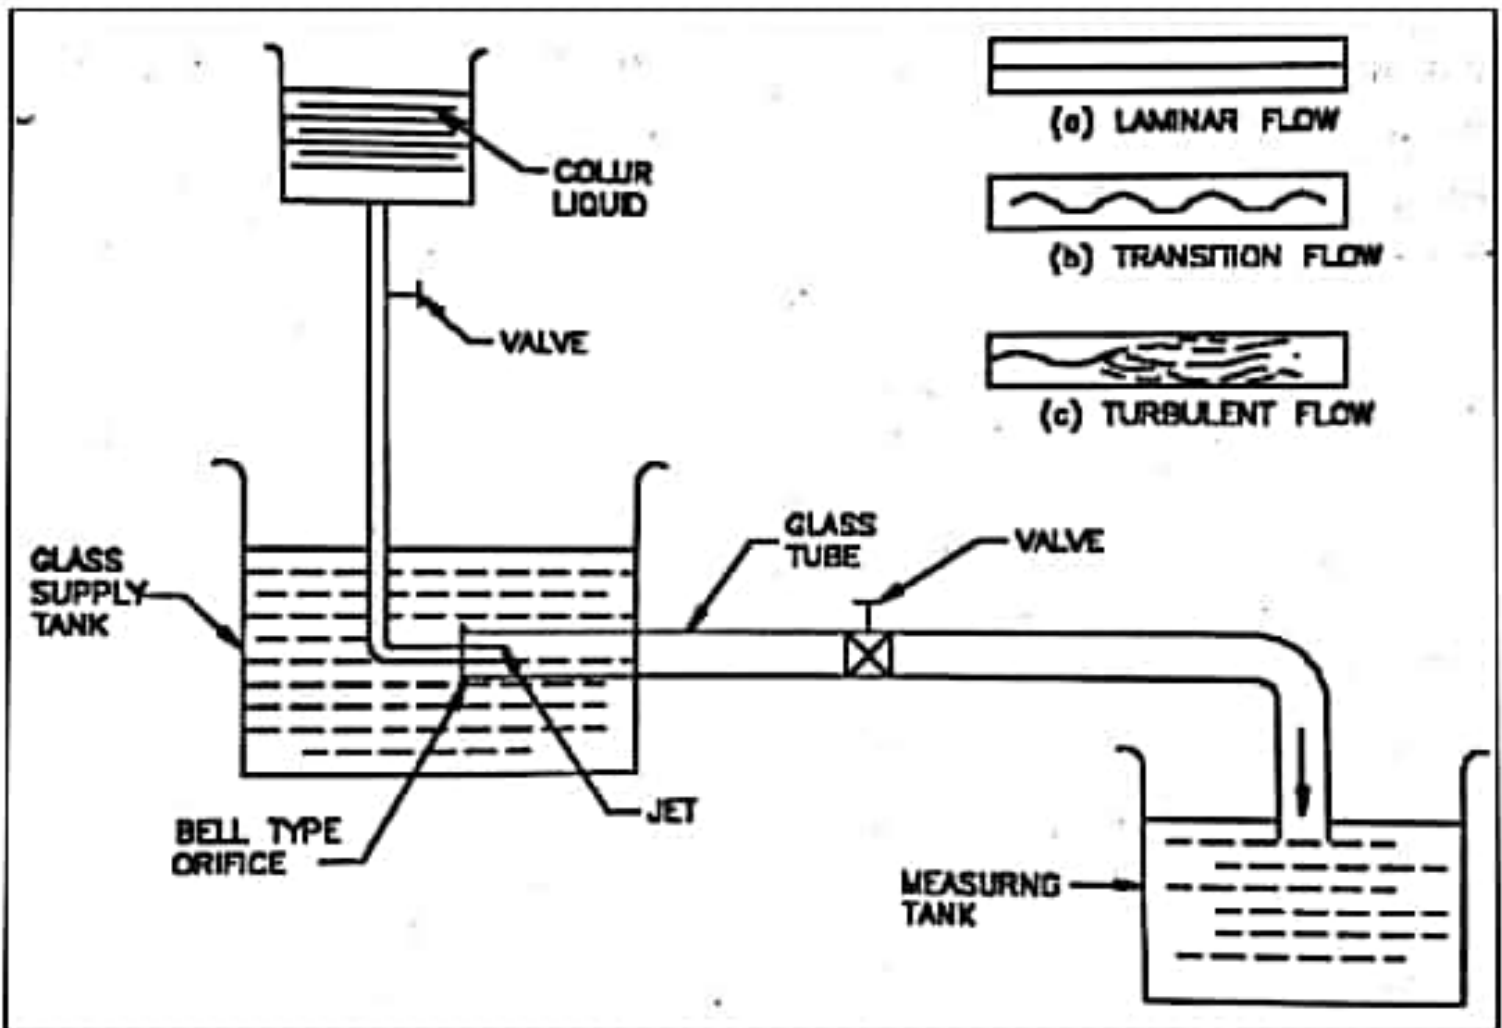 (a) LAMINAR FLOW
COLUR
LIQUID
(b) TRANSITION FLOW
VALVE
(c) TURBULENT FLOW
GLASS
TUBE
VALVE
GLASS
SUPPLY
TANK
JET
BELL TYPE
ORIFICE
MEASURNG
TANK